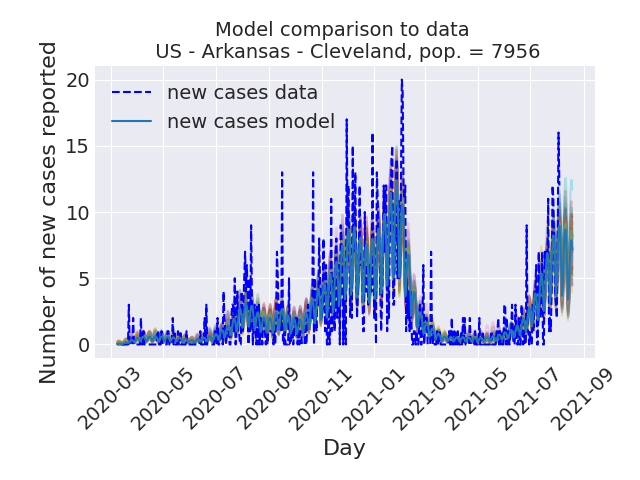 Model comparison to data
US - Arkansas - Cleveland, pop. = 7956
new cases data
new cases model
Number of new cases reported
20
15
10
5
0
2020-03
2020-05
2020-07
2020-09
2020-11
2021-01
2021-03
2021-05
2021-07
2021-09
Day